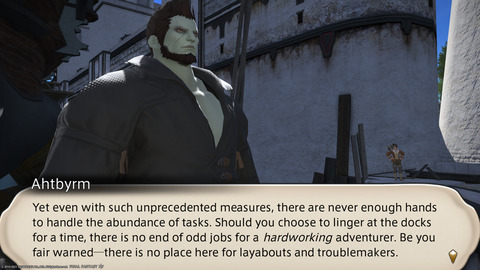 Ahtbyrm
Yet even with such unprecedented measures, there are never enough hands
to handle the abundance of tasks. Should you choose to linger at the docks
for a time, there is no end of odd jobs for a hardworking adventurer. Be you
fair warned—there is no place here for layabouts and troublemakers.